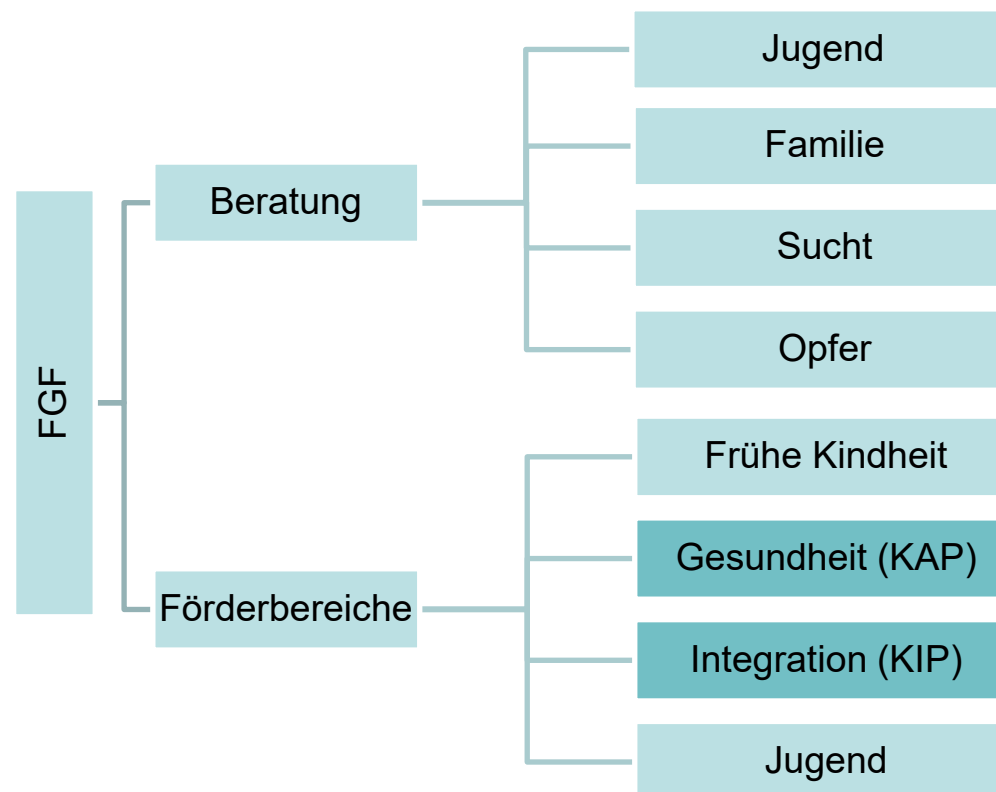 FGF
Beratung
Jugend
Familie
Sucht
Opfer
Förderbereiche
Frühe Kindheit
Gesundheit (KAP)
Integration (KIP)
Jugend